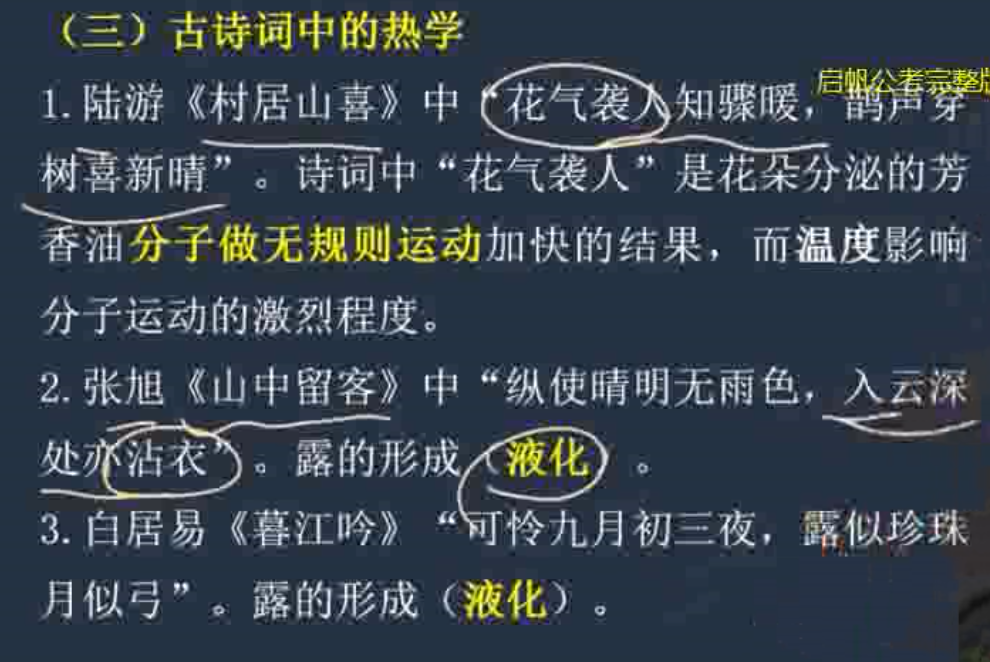 （三）古诗词中的热学
启帆公考完整版
1.陆游《村居山喜》中“花气袭人知骤暖，鹊声穿
树喜新晴”。诗词中“花气袭人”是花朵分泌的芳
香油分子做无规则运动加快的结果，而温度影响
分子运动的激烈程度。
2.张旭《山中留客》中“纵使晴明无雨色，入云深
处亦沾衣”。露的形成（液化）。
3.白居易《暮江吟》“可怜九月初三夜，露似珍珠
月似弓”。露的形成（液化）。